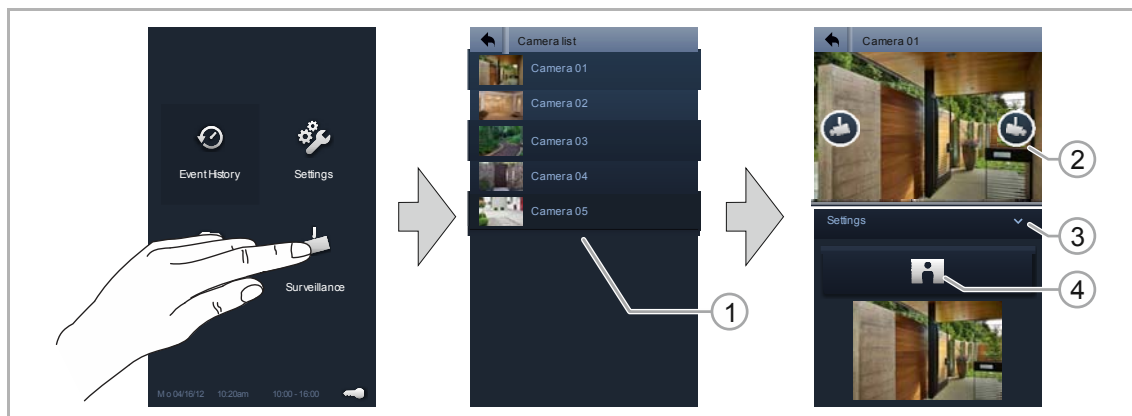 Event History
Settings
Surveillance
Mo 04/16/12 10:20am 10:00 - 16:00
Camera list
Camera 01
Camera 02
Camera 03
Camera 04
Camera 05
1
Camera 01
2
Settings
3
4